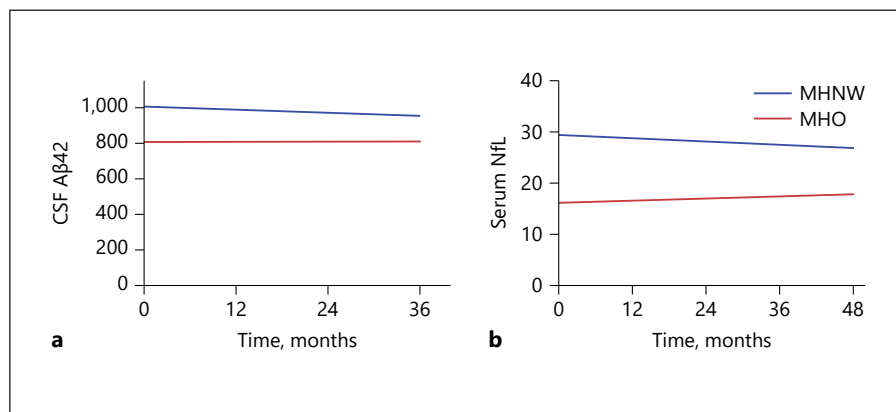 1,000
800
600
400
200
0
CSF Aβ42
0 12 24 36
Time, months
a
40
30
20
10
0
Serum NfL
MHNW
MHO
0 12 24 36 48
Time, months
b